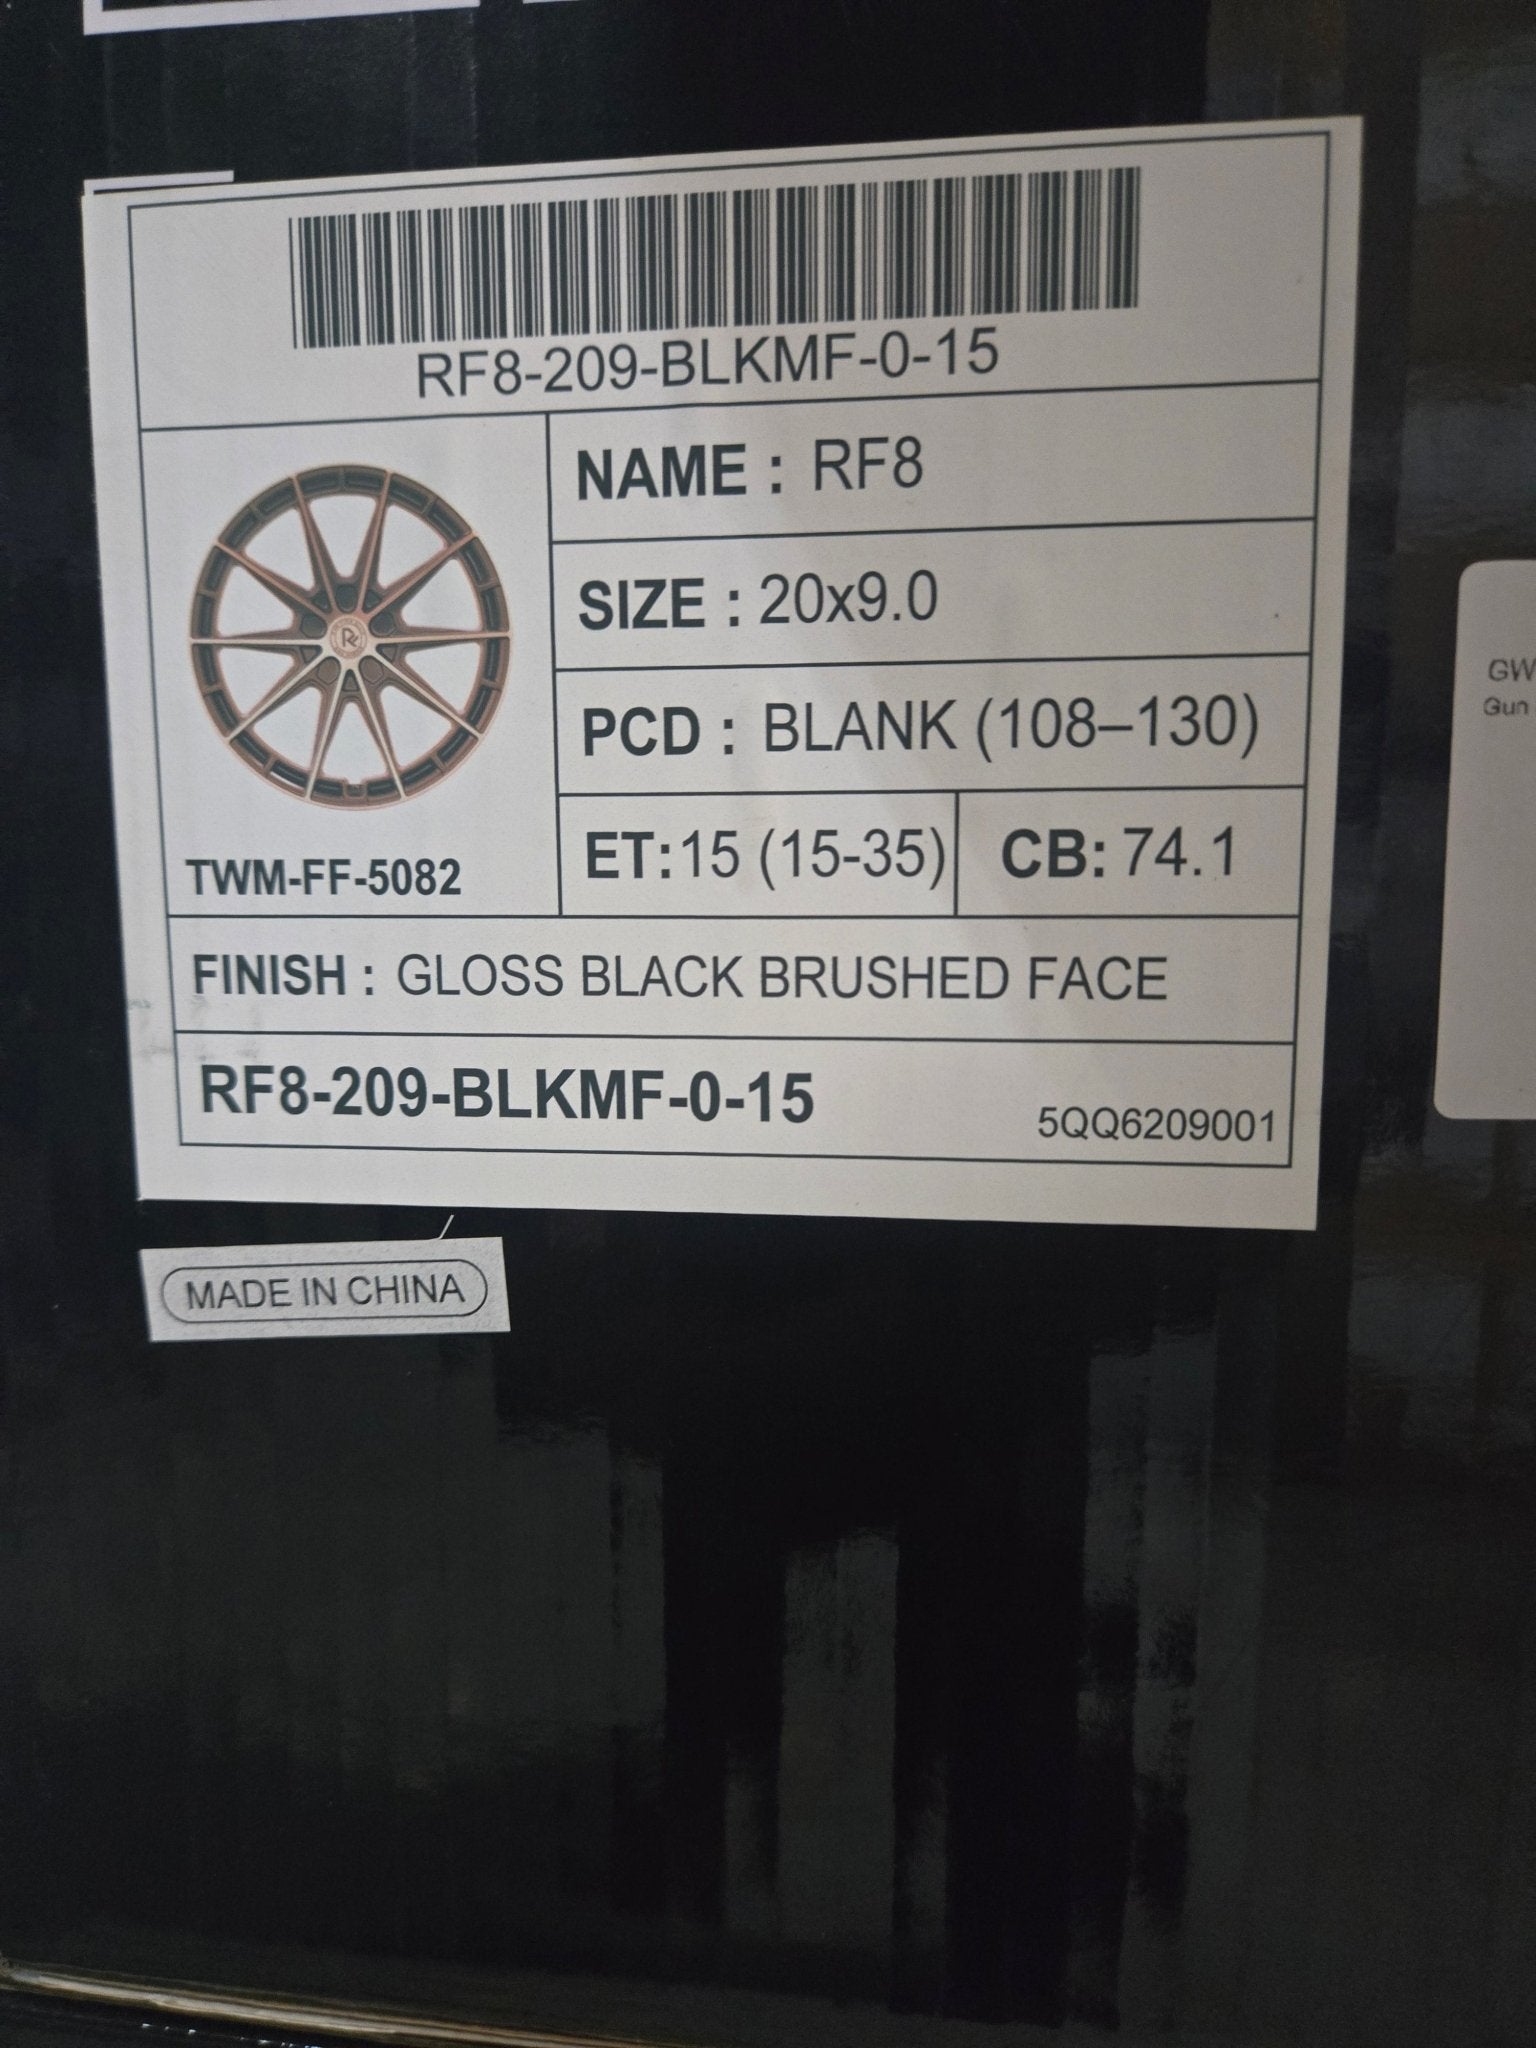 RF8-209-BLKMF-0-15
NAME : RF8
SIZE : 20x9.0
PCD : BLANK (108–130)
ET:15 (15-35) CB: 74.1
TWM-FF-5082
FINISH : GLOSS BLACK BRUSHED FACE
RF8-209-BLKMF-0-15
5QQ6209001
MADE IN CHINA
GW
Gun